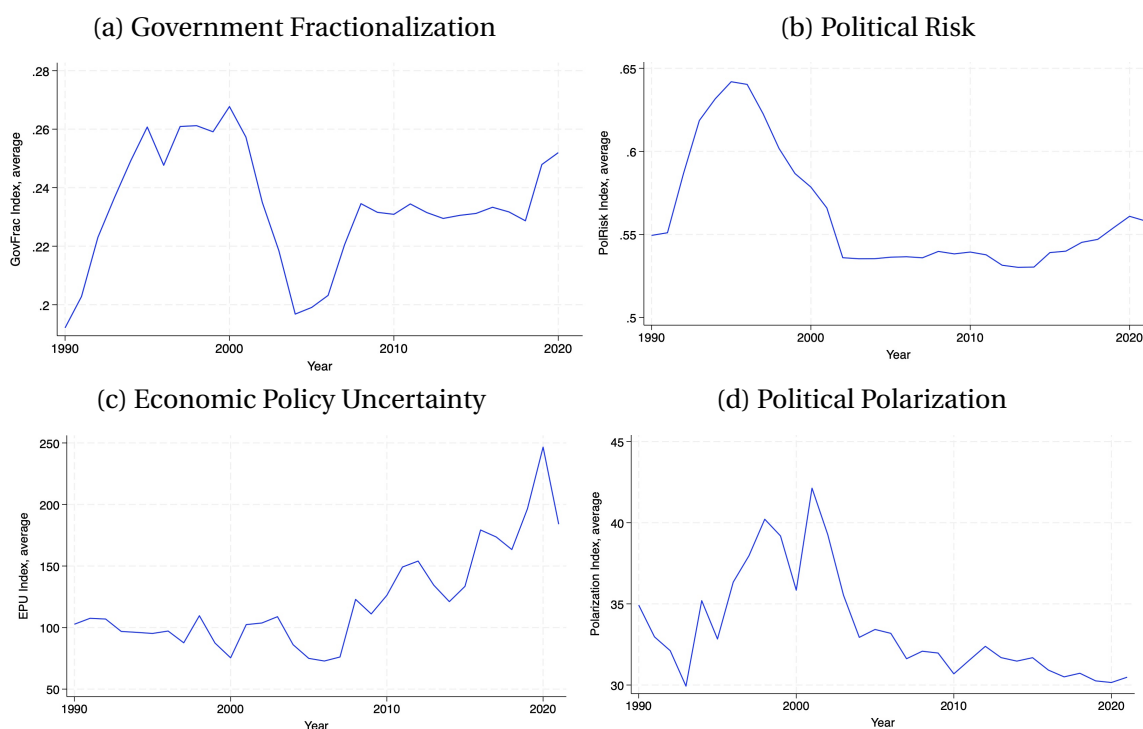 (a) Government Fractionalization
.28
.26
.24
.22
.2
GovFrac Index, average
1990
2000
2010
2020
Year
(b) Political Risk
.65
.6
.55
.5
PolRisk Index, average
1990
2000
2010
2020
Year
(c) Economic Policy Uncertainty
250
200
150
100
50
EPU Index, average
1990
2000
2010
2020
Year
(d) Political Polarization
45
40
35
30
Polarization Index, average
1990
2000
2010
2020
Year